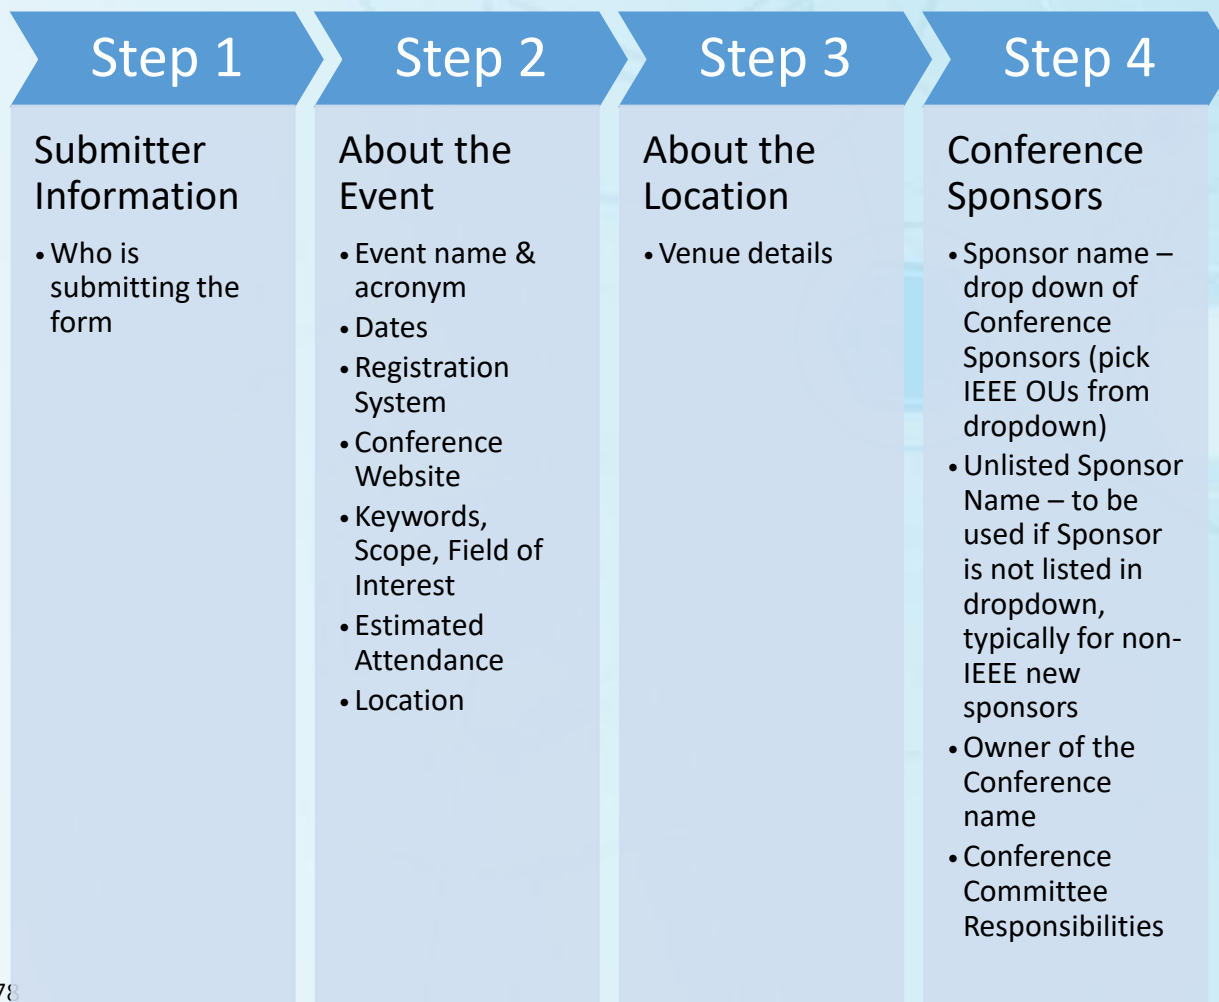 Step 1
Submitter
Information
• Who is
submitting the
form
Step 2
About the
Event
• Event name &
acronym
• Dates
• Registration
System
• Conference
Website
• Keywords,
Scope, Field of
Interest
• Estimated
Attendance
• Location
Step 3
About the
Location
• Venue details
Step 4
Conference
Sponsors
• Sponsor name –
drop down of
Conference
Sponsors (pick
IEEE OUs from
dropdown)
• Unlisted Sponsor
Name – to be
used if Sponsor
is not listed in
dropdown,
typically for non-
IEEE new
sponsors
• Owner of the
Conference
name
• Conference
Committee
Responsibilities
78